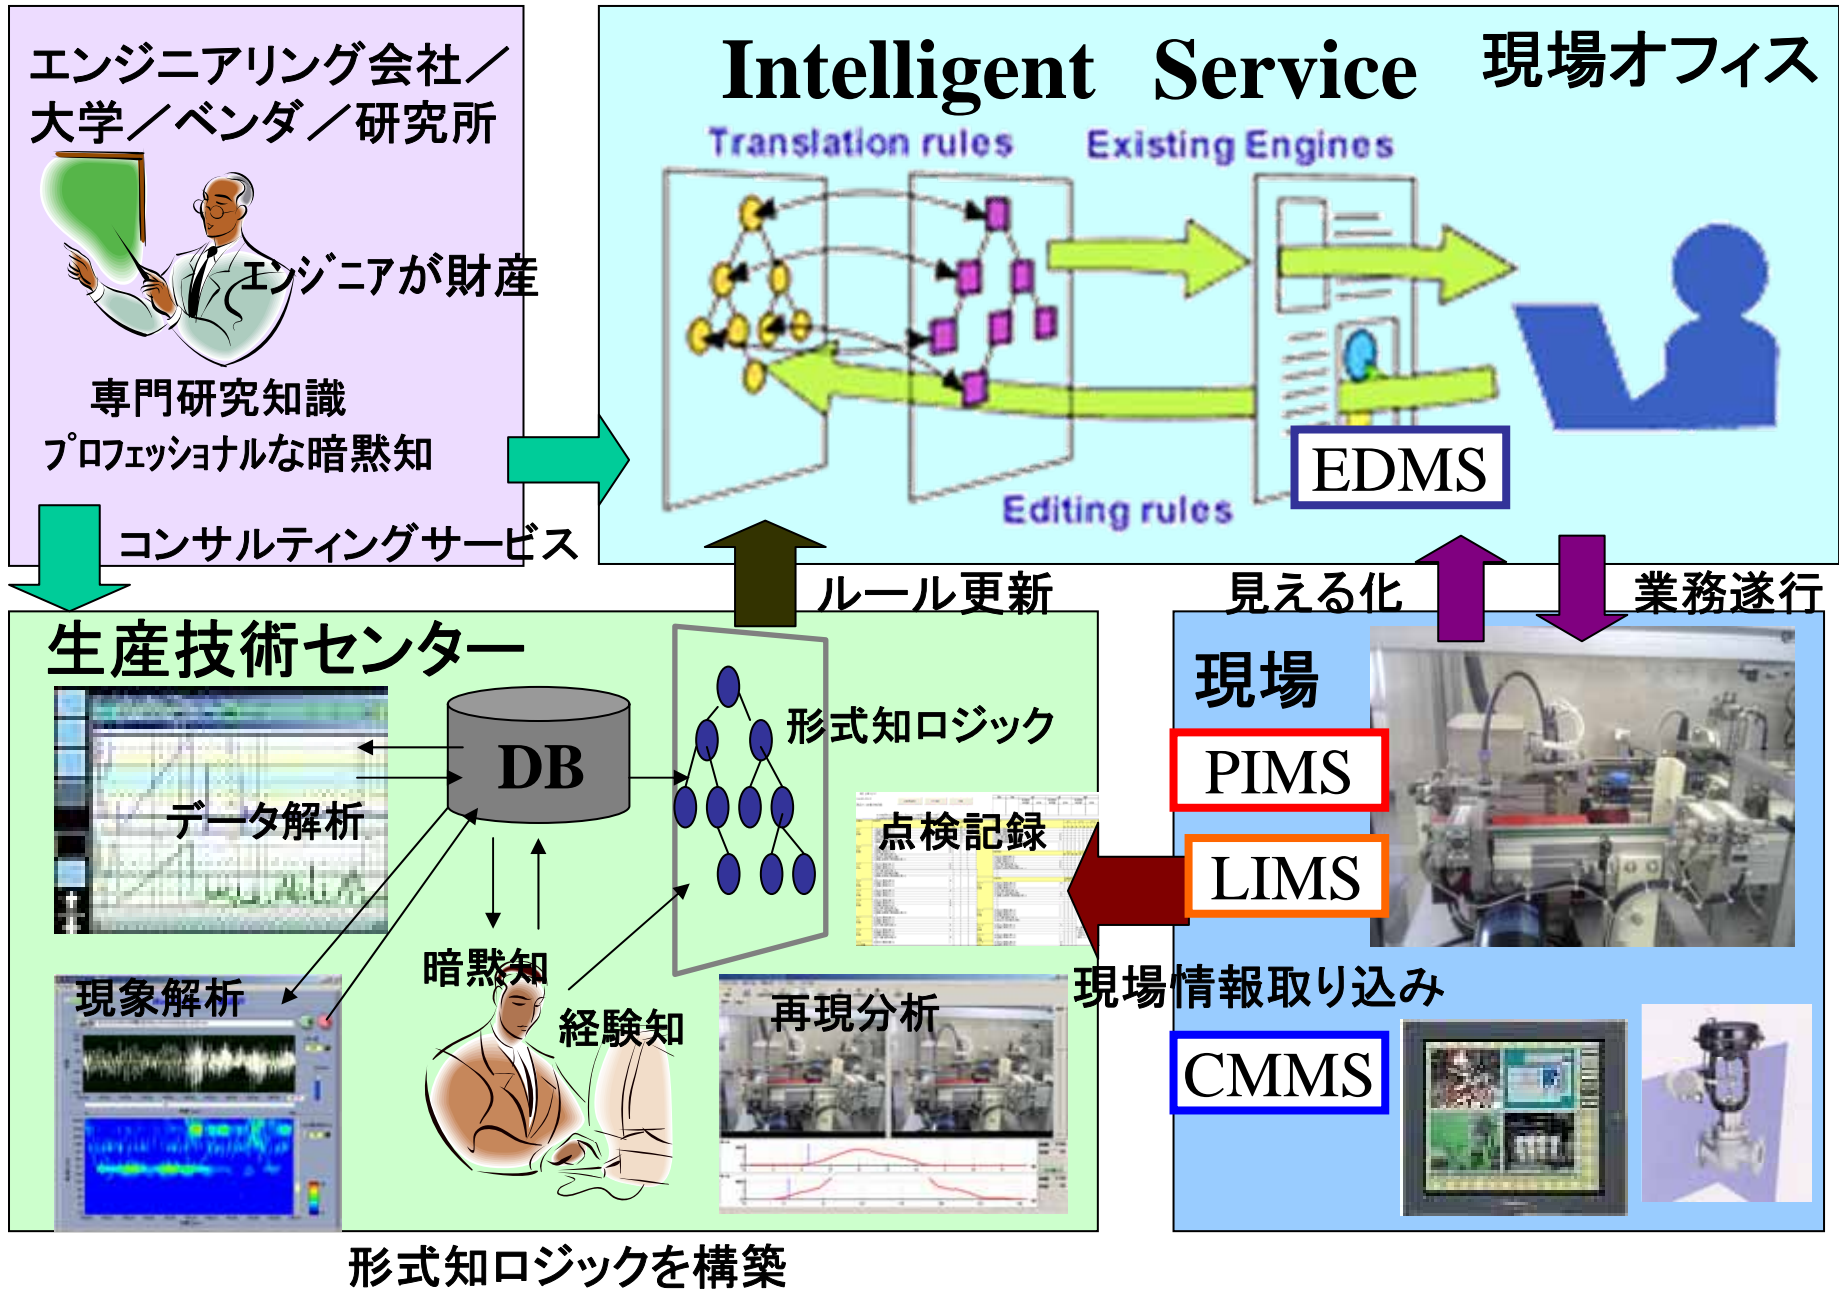 エンジニアリング会社／
大学／ベンダ／研究所
エンジニアが財産
専門研究知識
プロフェッショナルな暗黙知
コンサルティングサービス
Intelligent Service
現場オフィス
Translation rules
Existing Engines
Editing rules
EDMS
ルール更新
見える化
業務遂行
生産技術センター
DB
形式知ロジック
データ解析
点検記録
暗黙知
現象解析
経験知
再現分析
現場
PIMS
LIMS
現場情報取り込み
CMMS
形式知ロジックを構築